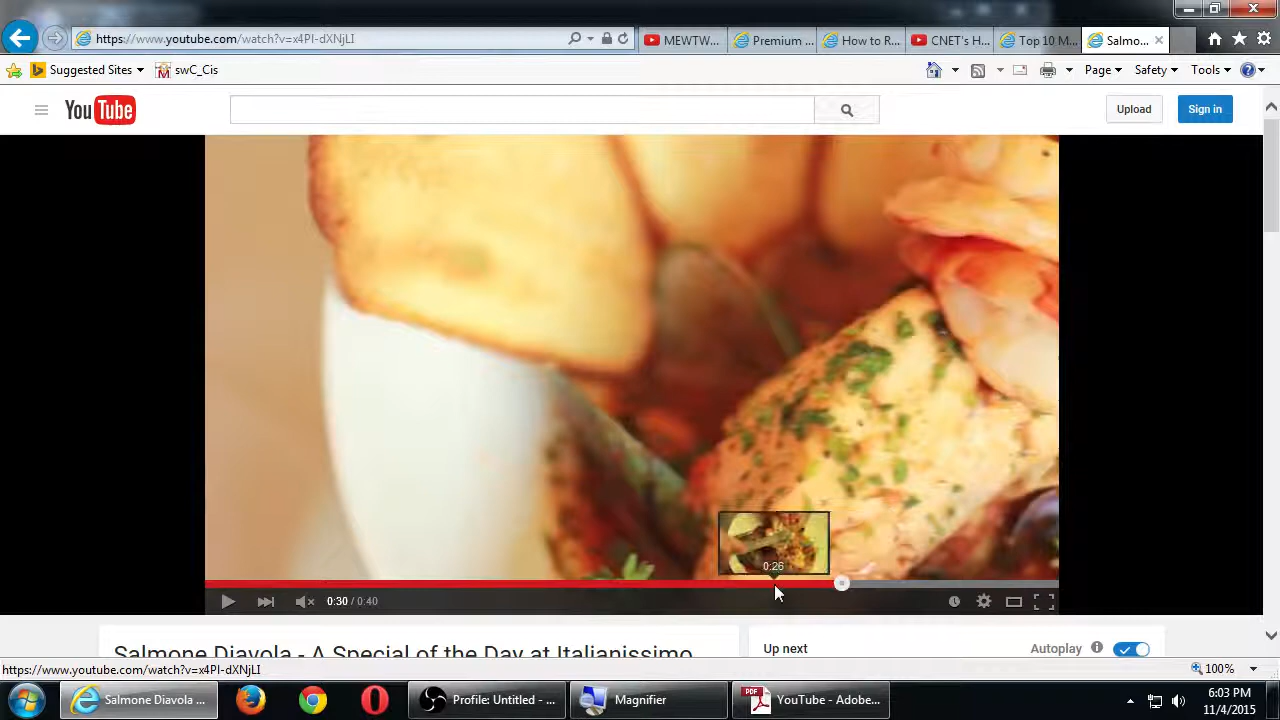 https://www.youtube.com/watch?v=x4PI-dXNjLI
MEWTW...
Premium ...
How to R...
CNET's H...
Top 10 M...
Salmo...
Suggested Sites
swC_Cis
Page
Safety
Tools
YouTube
Upload
Sign in
0:26
0:30 / 0:40
Salmone Diavola - A Special of the Day at Italianissimo
Up next
Autoplay
https://www.youtube.com/watch?v=x4PI-dXNjLI
100%
Salmone Diavola ...
Profile: Untitled - ...
Magnifier
PDF
YouTube - Adobe...
6:03 PM
11/4/2015